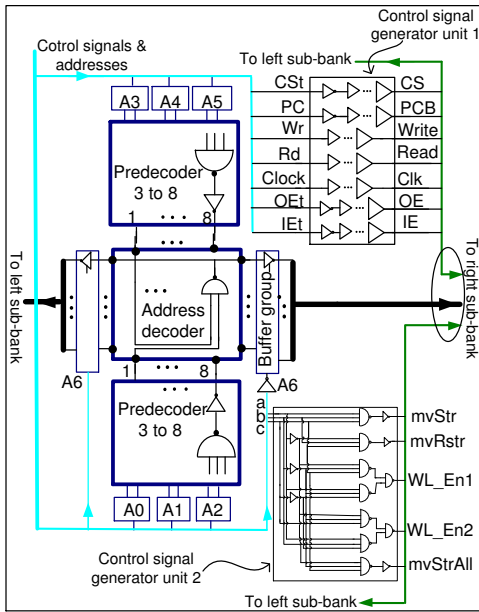 Control signal
generator unit 1
Cotrol signals &
addresses
To left sub-bank
A3 A4 A5
CSt CS
PC PCB
Wr Write
Rd Read
Clock Clk
OEt OE
IEt IE
Predecoder
3 to 8
1 ... 8
To left sub-bank
Address
decoder
Buffer group
To right sub-bank
A6
A6
1 ... 8
Predecoder
3 to 8
A0 A1 A2
a
b
c
mvStr
mvRstr
WL_En1
WL_En2
mvStrAll
Control signal
generator unit 2
To left sub-bank